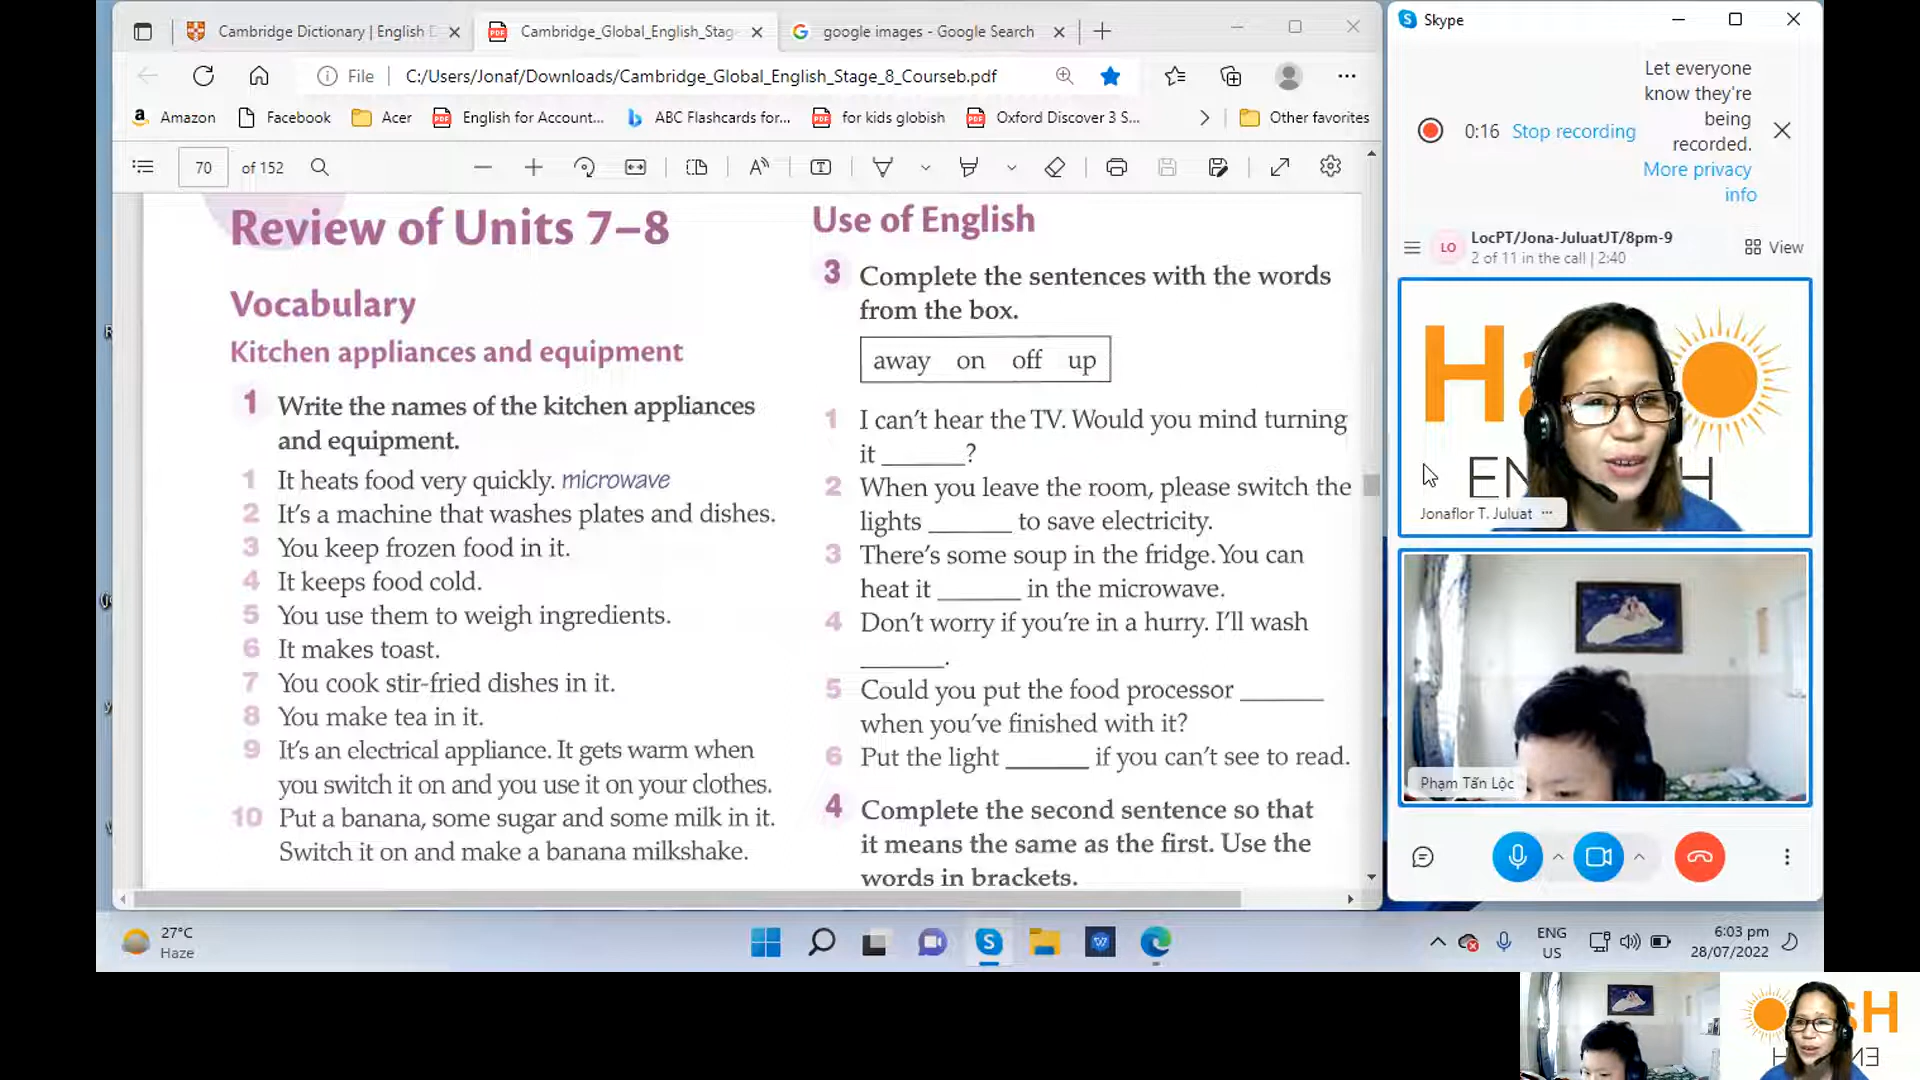 Cambridge Dictionary | English D
Cambridge_Global_English_Stag
google images - Google Search
File
C:/Users/Jonaf/Downloads/Cambridge_Global_English_Stage_8_Courseb.pdf
Amazon
Facebook
Acer
English for Account...
ABC Flashcards for...
for kids globish
Oxford Discover 3 S...
Other favorites
70 of 152
Review of Units 7–8
Vocabulary
Kitchen appliances and equipment
1 Write the names of the kitchen appliances
and equipment.
1 It heats food very quickly. microwave
2 It's a machine that washes plates and dishes.
3 You keep frozen food in it.
4 It keeps food cold.
5 You use them to weigh ingredients.
6 It makes toast.
7 You cook stir-fried dishes in it.
8 You make tea in it.
9 It's an electrical appliance. It gets warm when
you switch it on and you use it on your clothes.
10 Put a banana, some sugar and some milk in it.
Switch it on and make a banana milkshake.
Use of English
3 Complete the sentences with the words
from the box.
away on off up
1 I can't hear the TV. Would you mind turning
it _______?
2 When you leave the room, please switch the
lights _______ to save electricity.
3 There's some soup in the fridge. You can
heat it _______ in the microwave.
4 Don't worry if you're in a hurry. I'll wash
_______.
5 Could you put the food processor _______
when you've finished with it?
6 Put the light _______ if you can't see to read.
4 Complete the second sentence so that
it means the same as the first. Use the
words in brackets.
Skype
0:16 Stop recording
Let everyone
know they're
being
recorded.
More privacy
info
LO
LocPT/Jona-JuluatJT/8pm-9
2 of 11 in the call | 2:40
View
Jonaflor T. Juluat
Phạm Tấn Lộc
27°C
Haze
ENG
US
6:03 pm
28/07/2022